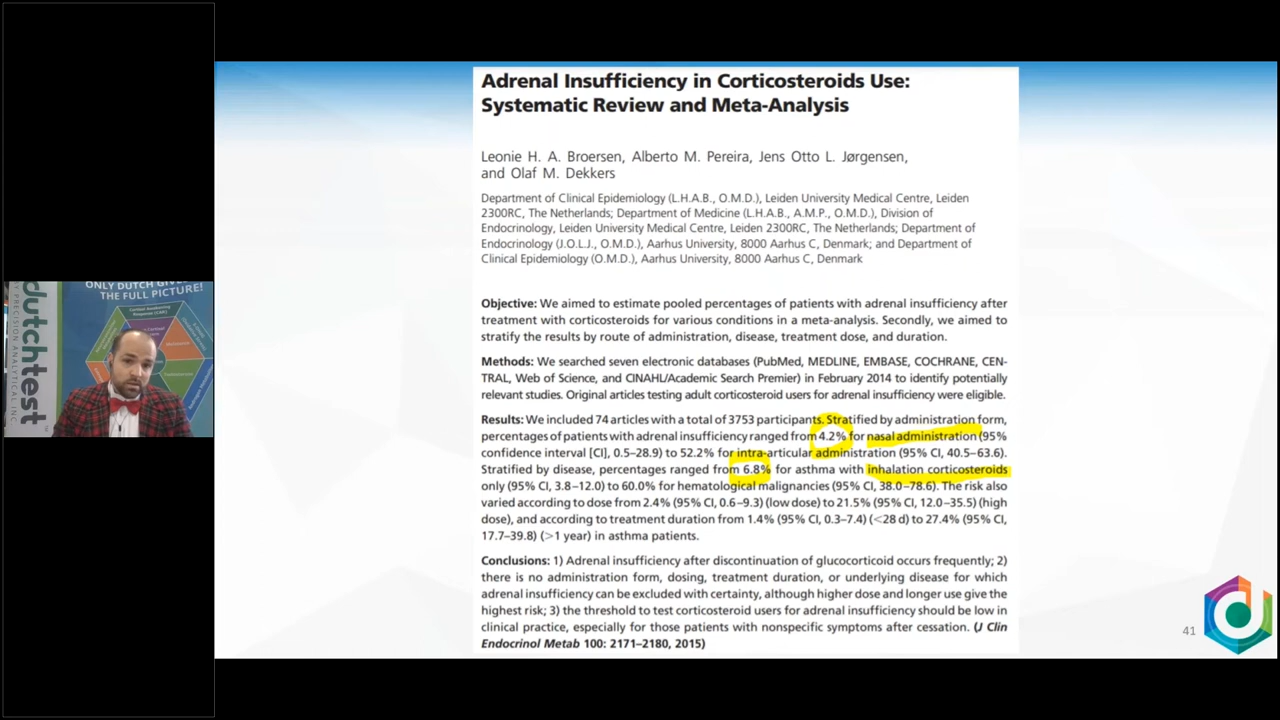 ONLY DUTCH GIVES
THE FULL PICTURE!
dutchtest
BY PRECISION ANALYTICAL INC.
Adrenal Insufficiency in Corticosteroids Use:
Systematic Review and Meta-Analysis
Leonie H. A. Broersen, Alberto M. Pereira, Jens Otto L. Jørgensen,
and Olaf M. Dekkers
Department of Clinical Epidemiology (L.H.A.B., O.M.D.), Leiden University Medical Centre, Leiden
2300RC, The Netherlands; Department of Medicine (L.H.A.B., A.M.P., O.M.D.), Division of
Endocrinology, Leiden University Medical Centre, Leiden 2300RC, The Netherlands; Department of
Endocrinology (J.O.L.J., O.M.D.), Aarhus University, 8000 Aarhus C, Denmark; and Department of
Clinical Epidemiology (O.M.D.), Aarhus University, 8000 Aarhus C, Denmark
Objective: We aimed to estimate pooled percentages of patients with adrenal insufficiency after
treatment with corticosteroids for various conditions in a meta-analysis. Secondly, we aimed to
stratify the results by route of administration, disease, treatment dose, and duration.
Methods: We searched seven electronic databases (PubMed, MEDLINE, EMBASE, COCHRANE, CEN-
TRAL, Web of Science, and CINAHL/Academic Search Premier) in February 2014 to identify potentially
relevant studies. Original articles testing adult corticosteroid users for adrenal insufficiency were eligible.
Results: We included 74 articles with a total of 3753 participants. Stratified by administration form,
percentages of patients with adrenal insufficiency ranged from 4.2% for nasal administration (95%
confidence interval [CI], 0.5–28.9) to 52.2% for intra-articular administration (95% CI, 40.5–63.6).
Stratified by disease, percentages ranged from 6.8% for asthma with inhalation corticosteroids
only (95% CI, 3.8–12.0) to 60.0% for hematological malignancies (95% CI, 38.0–78.6). The risk also
varied according to dose from 2.4% (95% CI, 0.6–9.3) (low dose) to 21.5% (95% CI, 12.0–35.5) (high
dose), and according to treatment duration from 1.4% (95% CI, 0.3–7.4) (<28 d) to 27.4% (95% CI,
17.7–39.8) (>1 year) in asthma patients.
Conclusions: 1) Adrenal insufficiency after discontinuation of glucocorticoid occurs frequently; 2)
there is no administration form, dosing, treatment duration, or underlying disease for which
adrenal insufficiency can be excluded with certainty, although higher dose and longer use give the
highest risk; 3) the threshold to test corticosteroid users for adrenal insufficiency should be low in
clinical practice, especially for those patients with nonspecific symptoms after cessation. (J Clin
Endocrinol Metab 100: 2171–2180, 2015)
41